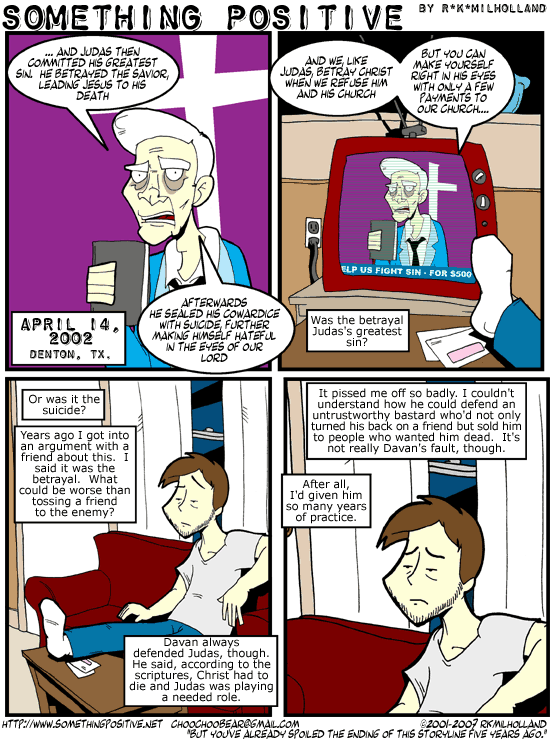 SOMETHING POSITIVE BY R*K*MILHOLLAND
... AND JUDAS THEN
COMMITTED HIS GREATEST
SIN. HE BETRAYED THE SAVIOR,
LEADING JESUS TO HIS
DEATH
AFTERWARDS
HE SEALED HIS COWARDICE
WITH SUICIDE, FURTHER
MAKING HIMSELF HATEFUL
IN THE EYES OF OUR
LORD
APRIL 14,
2002
DENTON, TX.
AND WE, LIKE
JUDAS, BETRAY CHRIST
WHEN WE REFUSE HIM
AND HIS CHURCH
BUT YOU CAN
MAKE YOURSELF
RIGHT IN HIS EYES
WITH ONLY A FEW
PAYMENTS TO
OUR CHURCH....
ELP US FIGHT SIN - FOR $500
Was the betrayal
Judas's greatest
sin?
Or was it the
suicide?
Years ago I got into
an argument with a
friend about this. I
said it was the
betrayal. What
could be worse than
tossing a friend
to the enemy?
Davan always
defended Judas, though.
He said, according to the
scriptures, Christ had to
die and Judas was playing
a needed role.
It pissed me off so badly. I couldn't
understand how he could defend an
untrustworthy bastard who'd not only
turned his back on a friend but sold him
to people who wanted him dead. It's
not really Davan's fault, though.
After all,
I'd given him
so many years
of practice.
HTTP://WWW.SOMETHINGPOSITIVE.NET CHOOCHOOBEAR@GMAIL.COM ©2001-2007 RKMILHOLLAND
"BUT YOU'VE ALREADY SPOILED THE ENDING OF THIS STORYLINE FIVE YEARS AGO."